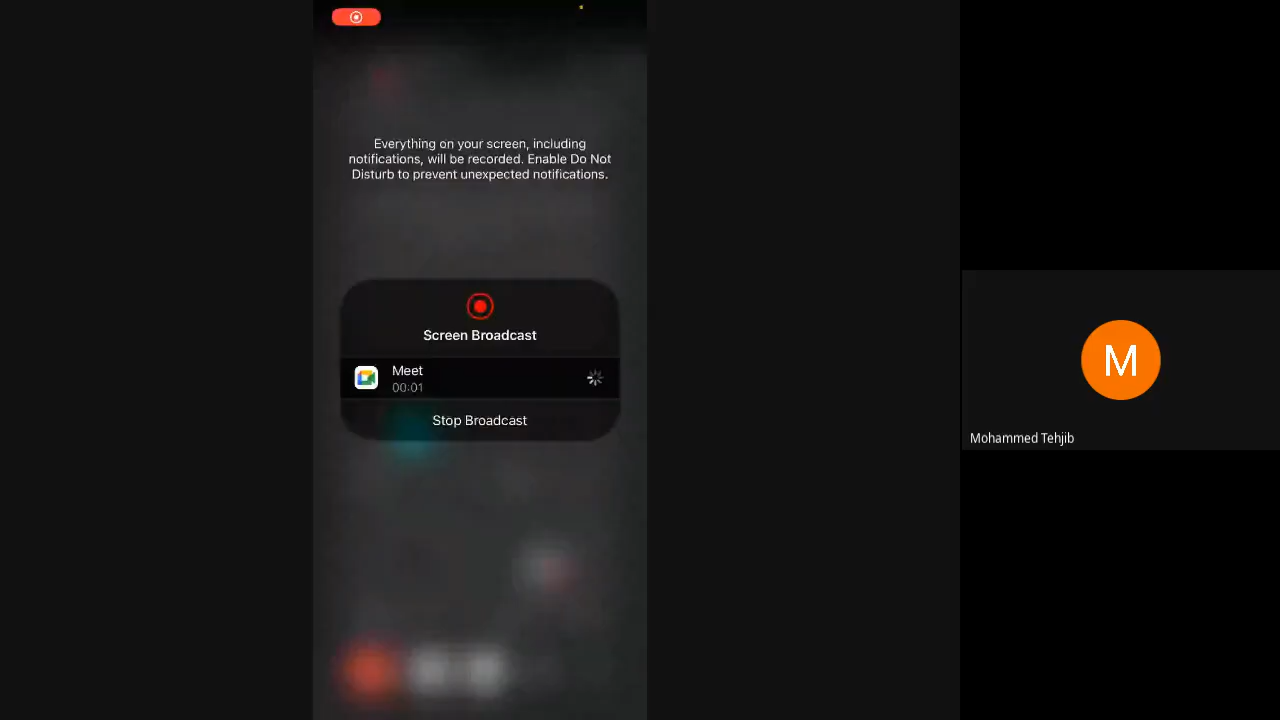 Everything on your screen, including
notifications, will be recorded. Enable Do Not
Disturb to prevent unexpected notifications.
Screen Broadcast
Meet
00:01
Stop Broadcast
M
Mohammed Tehjib